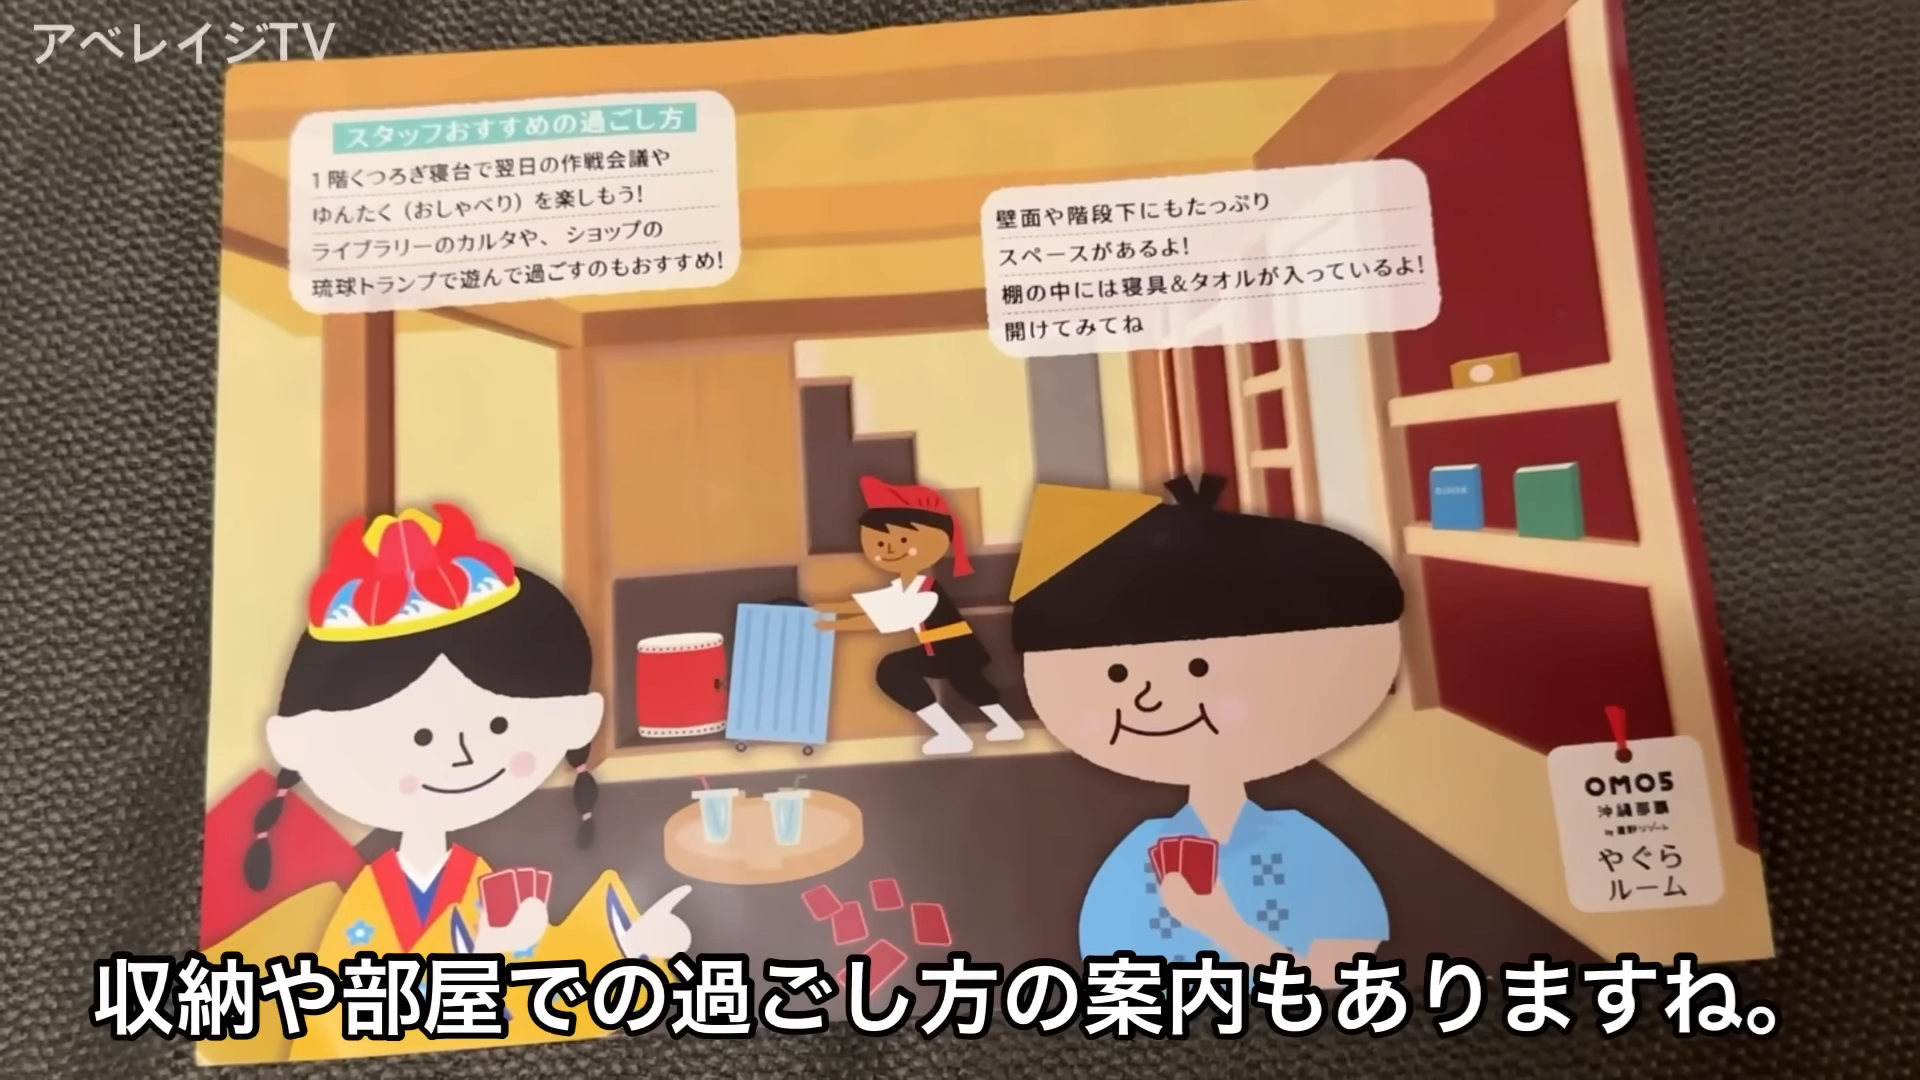 アベレイジTV
スタッフおすすめの過ごし方
1階くつろぎ寝台で翌日の作戦会議や
ゆんたく（おしゃべり）を楽しもう！
ライブラリーのカルタや、ショップの
琉球トランプで遊んで過ごすのもおすすめ！
壁面や階段下にもたっぷり
スペースがあるよ！
棚の中には寝具&タオルが入っているよ！
開けてみてね
OMO5
沖縄那覇
by 星野リゾート
やぐら
ルーム
収納や部屋での過ごし方の案内もありますね。